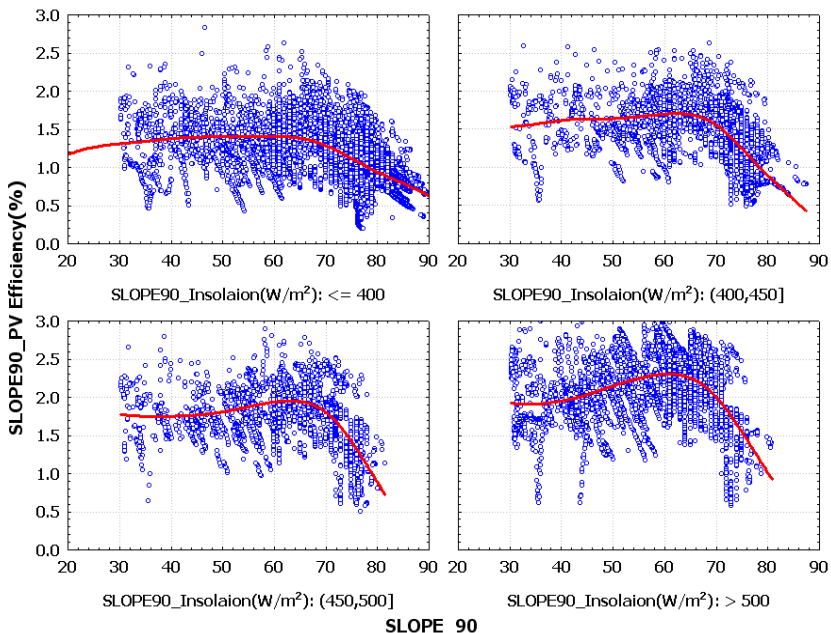 3.0
2.5
2.0
1.5
1.0
0.5
0.0
20 30 40 50 60 70 80 90
SLOPE90_Insolaion(W/m²): <= 400
3.0
2.5
2.0
1.5
1.0
0.5
0.0
20 30 40 50 60 70 80 90
SLOPE90_Insolaion(W/m²): (400,450]
SLOPE90_PV Efficiency(%)
3.0
2.5
2.0
1.5
1.0
0.5
0.0
20 30 40 50 60 70 80 90
SLOPE90_Insolaion(W/m²): (450,500]
3.0
2.5
2.0
1.5
1.0
0.5
0.0
20 30 40 50 60 70 80 90
SLOPE90_Insolaion(W/m²): > 500
SLOPE 90